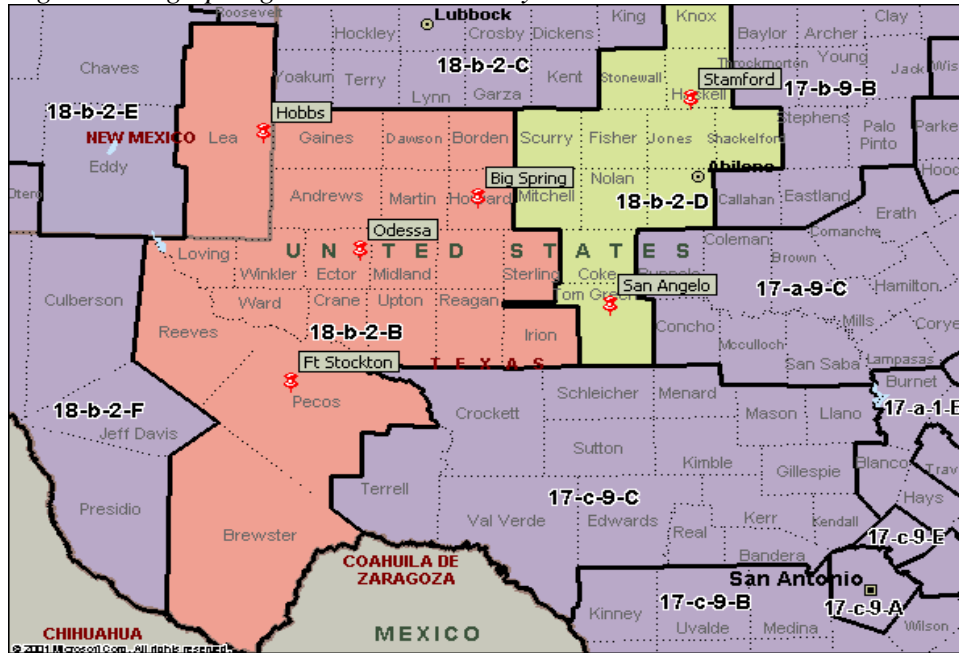 Roosevelt
Lubbock
King
Knox
Clay
Hockley
Crosby
Dickens
Baylor
Archer
Chaves
Yoakum
Terry
18-b-2-C
Kent
Stonewall
Throckmorton
Young
Jack
Wis
Stamford
Lynn
Garza
Haskell
17-b-9-B
18-b-2-E
Hobbs
Stephens
NEW MEXICO
Lea
Gaines
Dawson
Borden
Scurry
Fisher
Jones
Shackelford
Palo
Pinto
Parke
Eddy
Abilene
Hood
Otero
Big Spring
Nolan
Andrews
Martin
Howard
Mitchell
18-b-2-D
Callahan
Eastland
Erath
Odessa
Comanche
UNITED STATES
Loving
Coleman
Brown
Winkler
Ector
Midland
Sterling
Coke
Runnels
Hamilton
Culberson
Ward
Crane
Upton
Reagan
Tom Green
San Angelo
17-a-9-C
Reeves
18-b-2-B
Irion
Concho
Mills
Corye
Mcculloch
TEXAS
San Saba
Lampasas
Ft Stockton
Burnet
Pecos
Schleicher
Menard
18-b-2-F
Crockett
Mason
Llano
17-a-1-E
Jeff Davis
Sutton
Kimble
Gillespie
Blanco
Trav
Terrell
17-c-9-C
Hays
Presidio
Val Verde
Edwards
Kerr
Kendall
Real
17-c-9-E
Brewster
Bandera
COAHUILA DE
ZARAGOZA
San Antonio
Kinney
17-c-9-B
17-c-9-A
CHIHUAHUA
MEXICO
Uvalde
Medina
Wilson
© 2001 Microsoft Corp. All rights reserved.